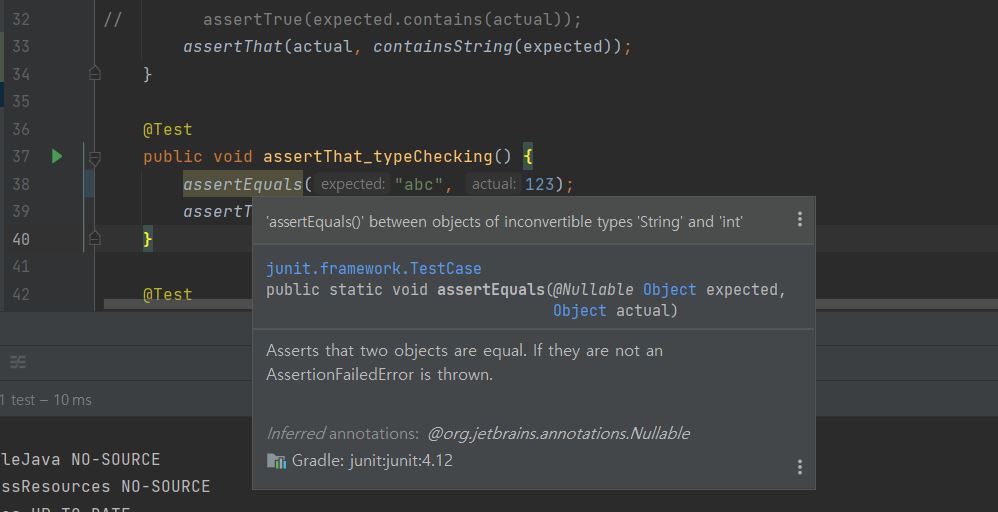 32 //        assertTrue(expected.contains(actual));
33 assertThat(actual, containsString(expected));
34 }
35
36 @Test
37 public void assertThat_typeChecking() {
38 assertEquals( expected: "abc", actual: 123);
39 assertT
40 }
41
42 @Test
'assertEquals()' between objects of inconvertible types 'String' and 'int'
junit.framework.TestCase
public static void assertEquals(@Nullable Object expected,
Object actual)
Asserts that two objects are equal. If they are not an
AssertionFailedError is thrown.
Inferred annotations: @org.jetbrains.annotations.Nullable
Gradle: junit:junit:4.12
1 test – 10 ms
leJava NO-SOURCE
ssResources NO-SOURCE
UP-TO-DATE